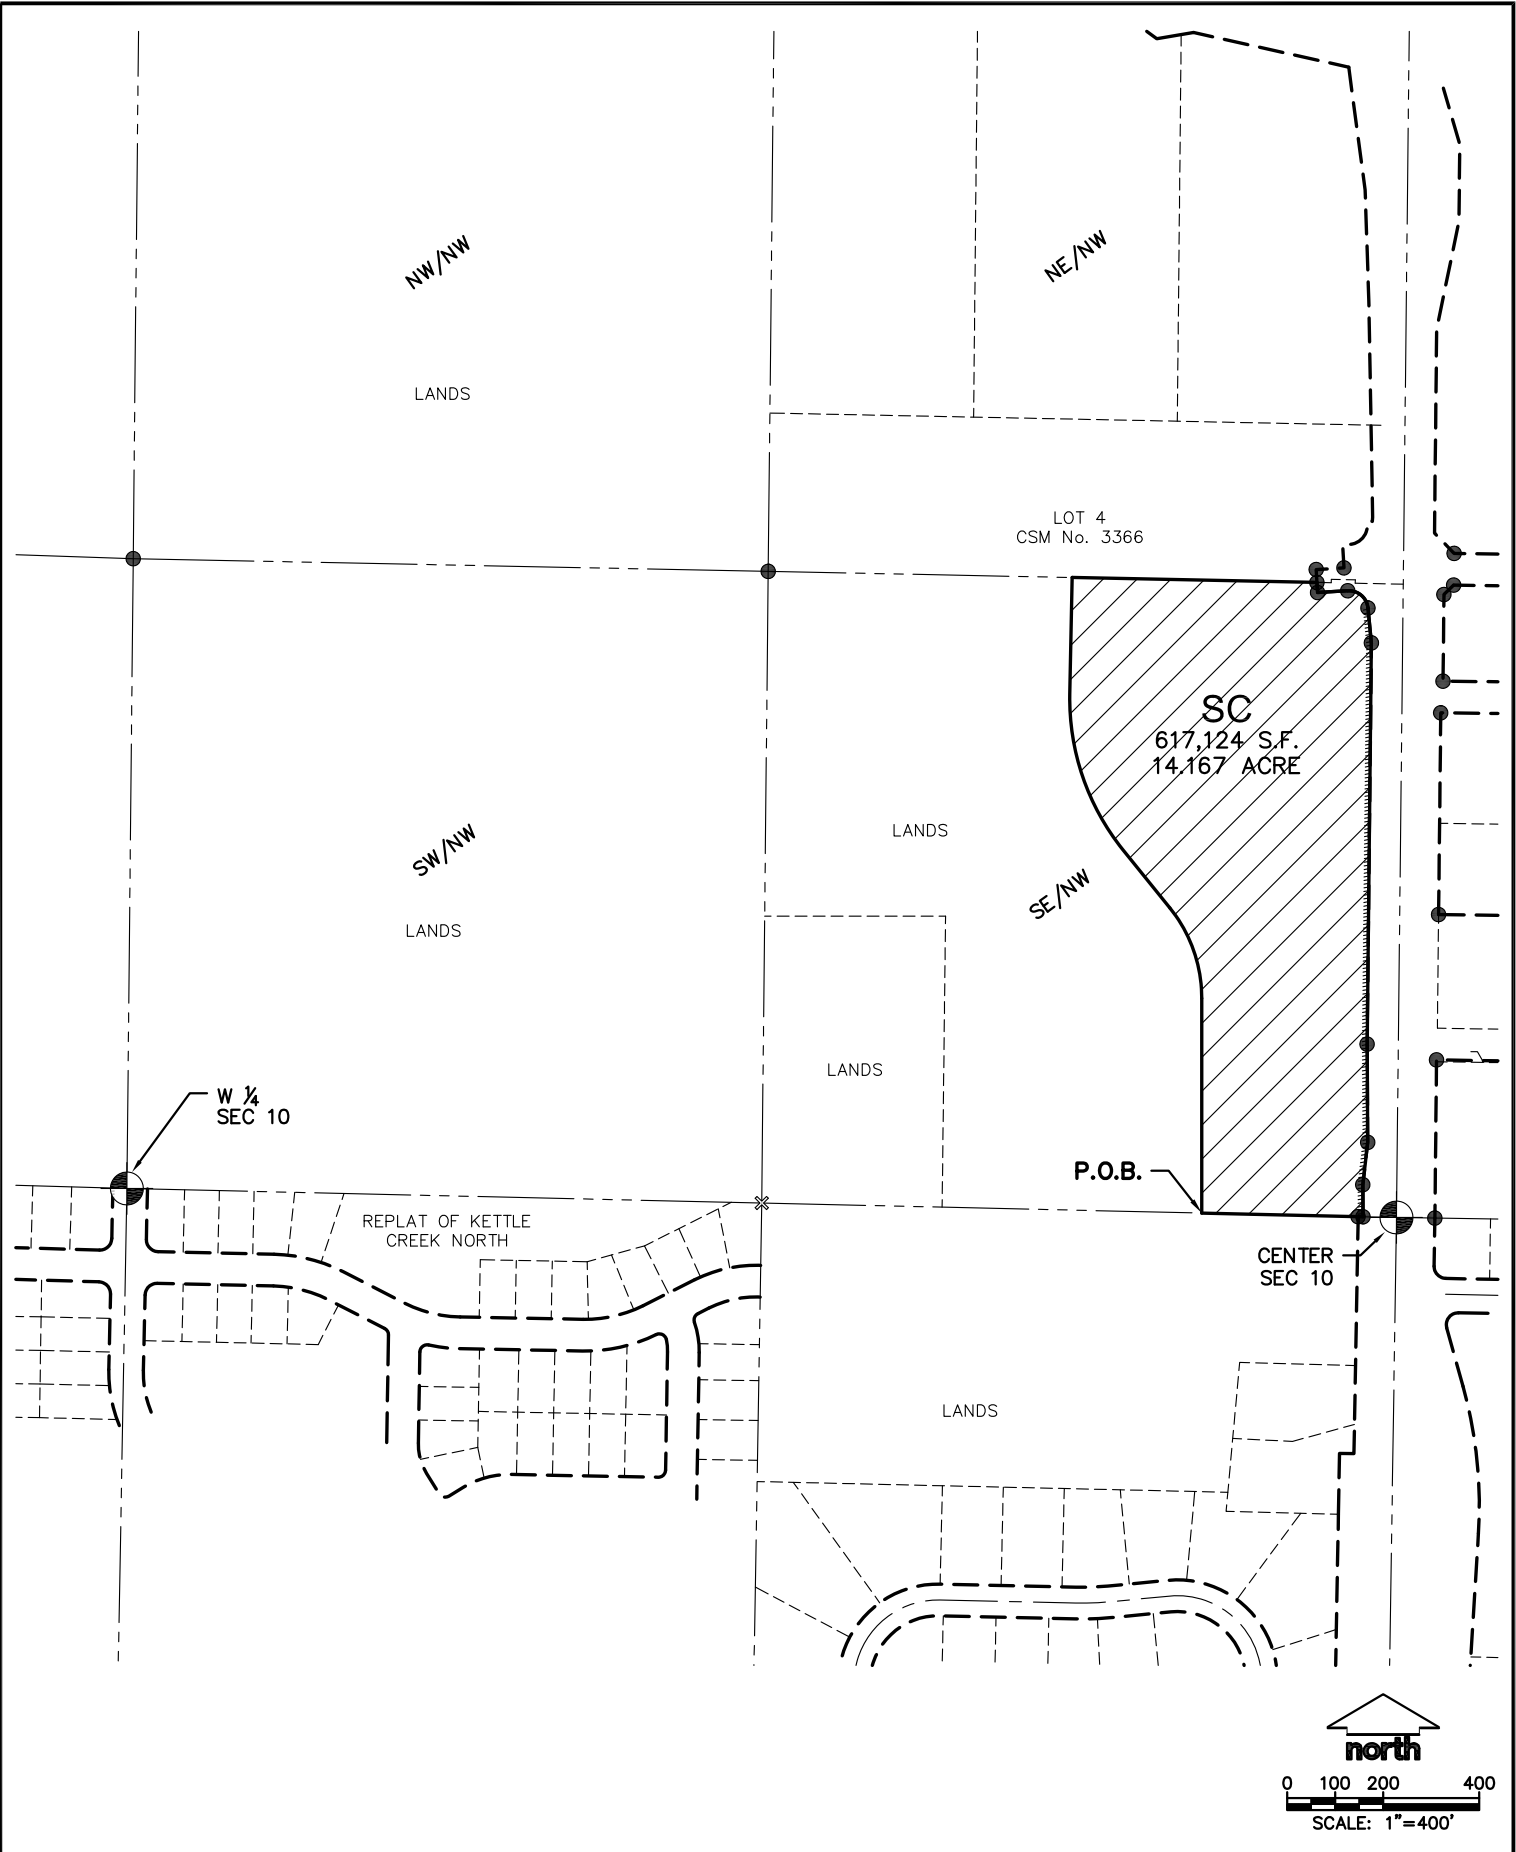 NW/NW
NE/NW
LANDS
LOT 4
CSM No. 3366
SC
617,124 S.F.
14.167 ACRE
LANDS
SW/NW
SE/NW
LANDS
LANDS
W ¼
SEC 10
P.O.B.
REPLAT OF KETTLE
CREEK NORTH
CENTER
SEC 10
LANDS
north
0 100 200 400
SCALE: 1"=400'